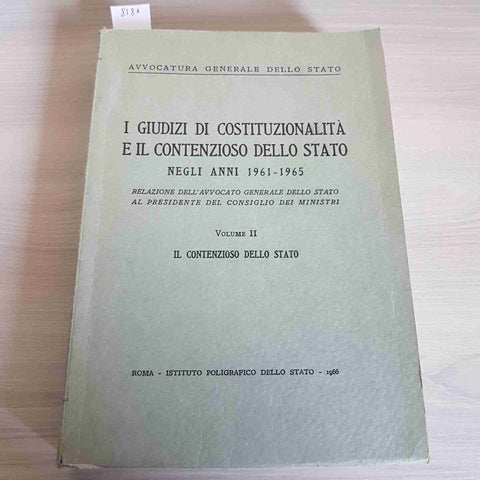 AVVOCATURA GENERALE DELLO STATO
I GIUDIZI DI COSTITUZIONALITÀ
E IL CONTENZIOSO DELLO STATO
NEGLI ANNI 1961-1965
RELAZIONE DELL'AVVOCATO GENERALE DELLO STATO
AL PRESIDENTE DEL CONSIGLIO DEI MINISTRI
VOLUME II
IL CONTENZIOSO DELLO STATO
ROMA - ISTITUTO POLIGRAFICO DELLO STATO - 1966